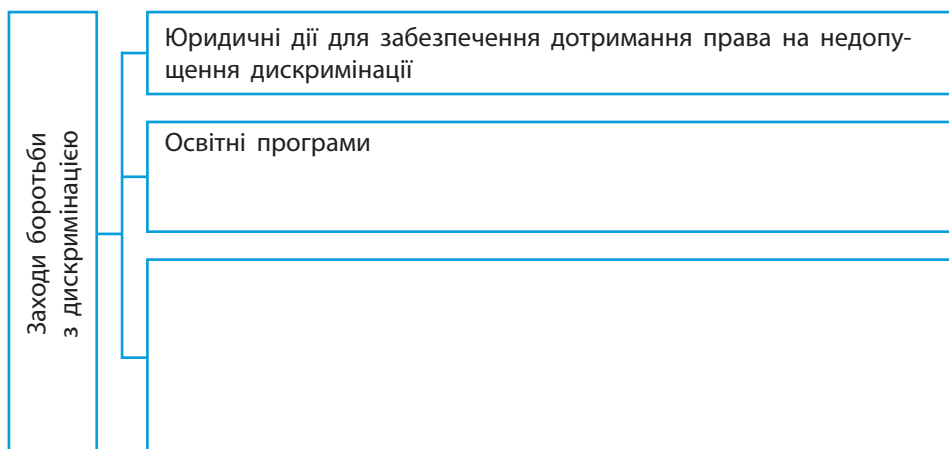 Заходи боротьби
з дискримінацією
Юридичні дії для забезпечення дотримання права на недопу-
щення дискримінації
Освітні програми